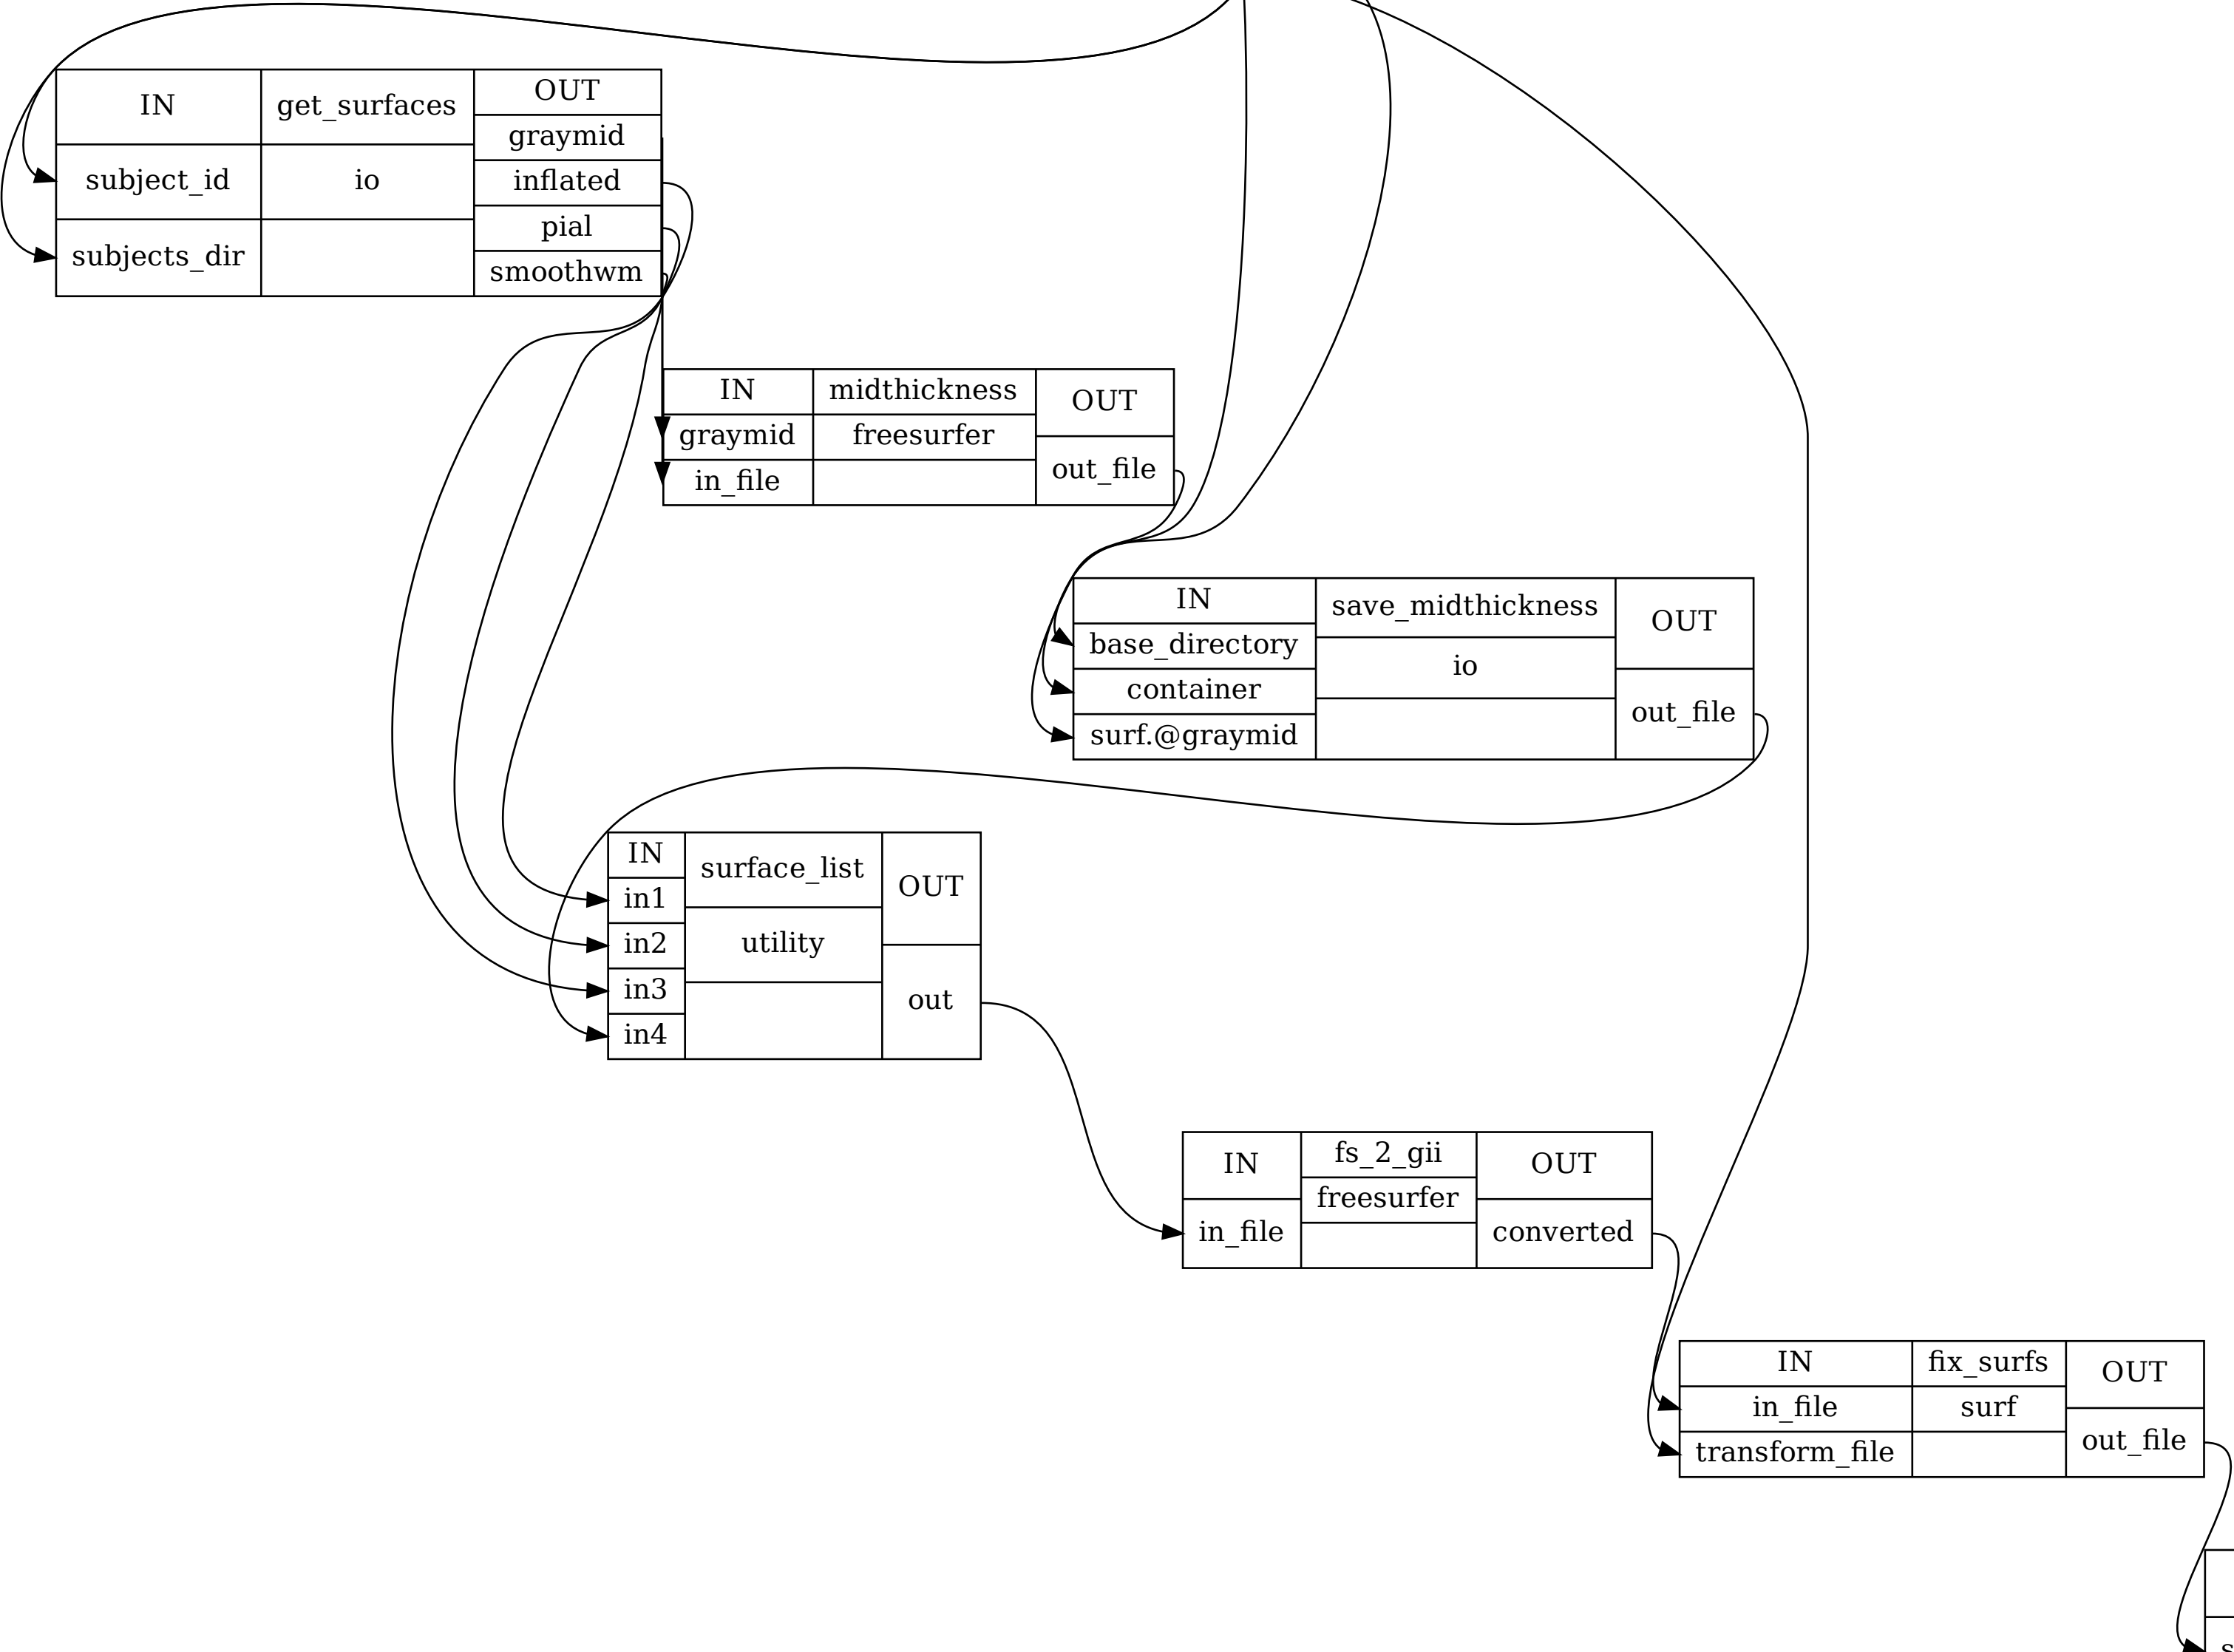 IN
get_surfaces
OUT
graymid
subject_id
io
inflated
pial
subjects_dir
smoothwm
IN
midthickness
OUT
graymid
freesurfer
out_file
in_file
IN
save_midthickness
OUT
base_directory
io
container
out_file
surf.@graymid
IN
surface_list
OUT
in1
in2
utility
in3
out
in4
IN
fs_2_gii
OUT
freesurfer
in_file
converted
IN
fix_surfs
OUT
in_file
surf
out_file
transform_file